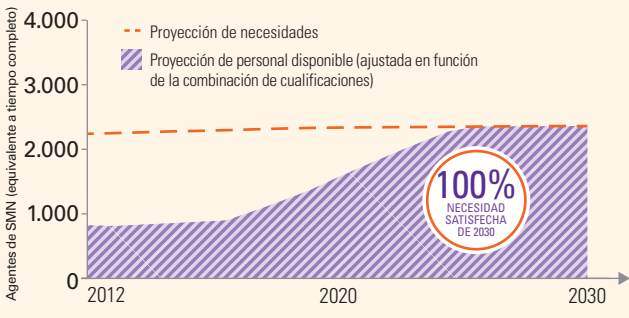 Agentes de SMN (equivalente a tiempo completo)
4.000
3.000
2.000
1.000
0
Proyección de necesidades
Proyección de personal disponible (ajustada en función
de la combinación de cualificaciones)
100%
NECESIDAD
SATISFECHA
DE 2030
2012
2020
2030